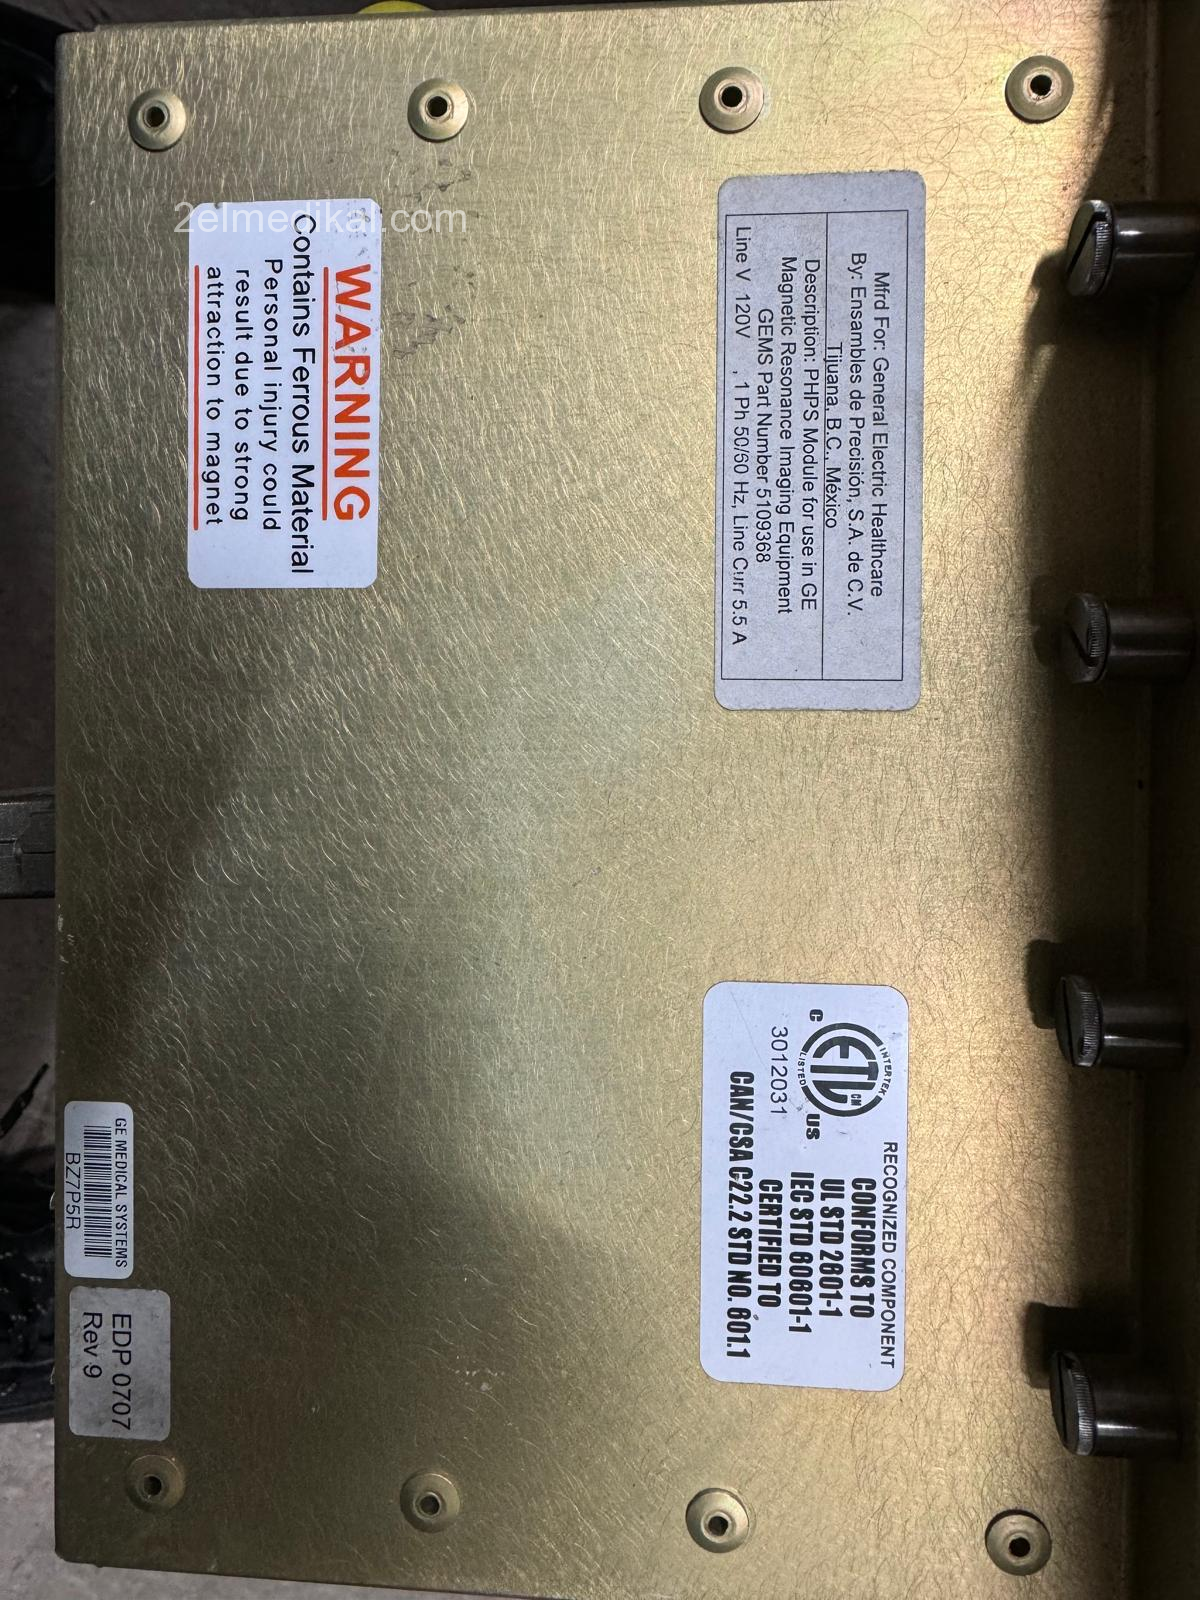 2elmedikal.com
Mfrd For: General Electric Healthcare
By: Ensambles de Precisión, S.A. de C.V.
Tijuana, B.C., México
Description: PHPS Module for use in GE
Magnetic Resonance Imaging Equipment
GEMS Part Number 5109368
Line V 120V , 1 Ph 50/60 Hz, Line Curr 5.5 A
WARNING
Contains Ferrous Material
Personal injury could
result due to strong
attraction to magnet
RECOGNIZED COMPONENT
INTERTEK
ETL CM
LISTED
C US
3012031
CONFORMS TO
UL STD 2601-1
IEC STD 60601-1
CERTIFIED TO
CAN/CSA C22.2 STD NO. 601.1
GE MEDICAL SYSTEMS
BZ7P5R
EDP 0707
Rev 9